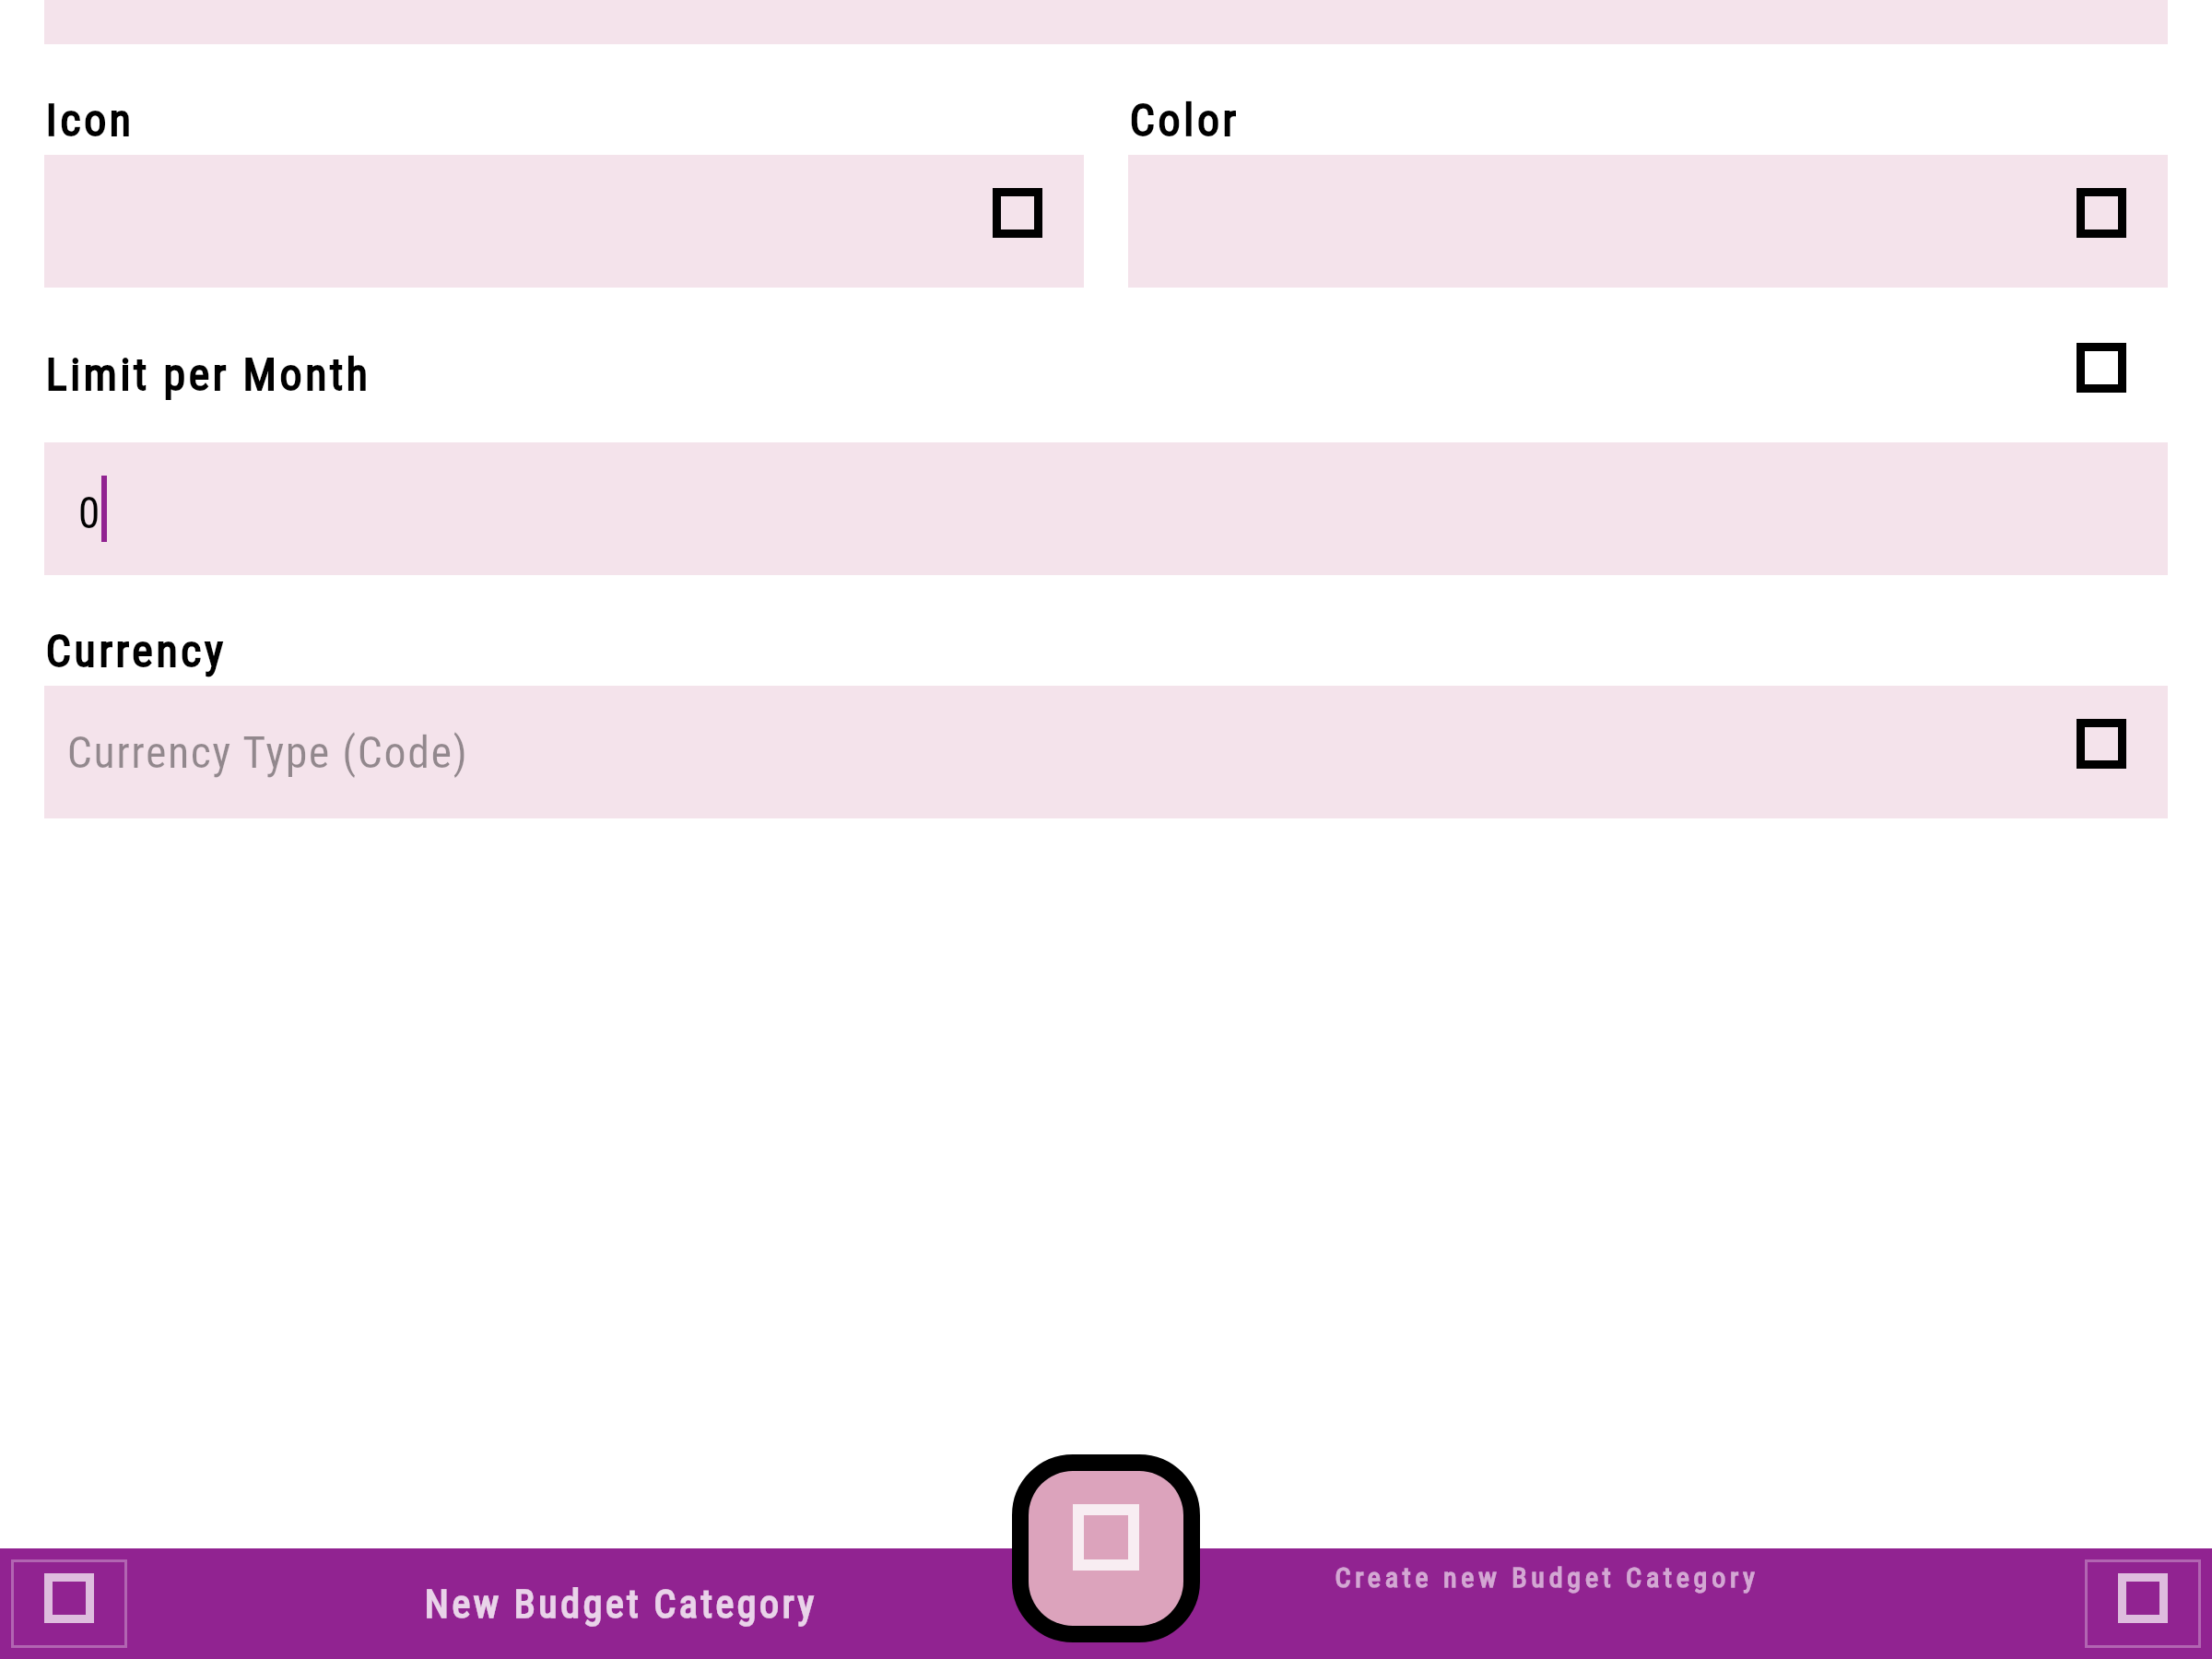 Icon
Color
Limit per Month
0
Currency
Currency Type (Code)
New Budget Category
Create new Budget Category